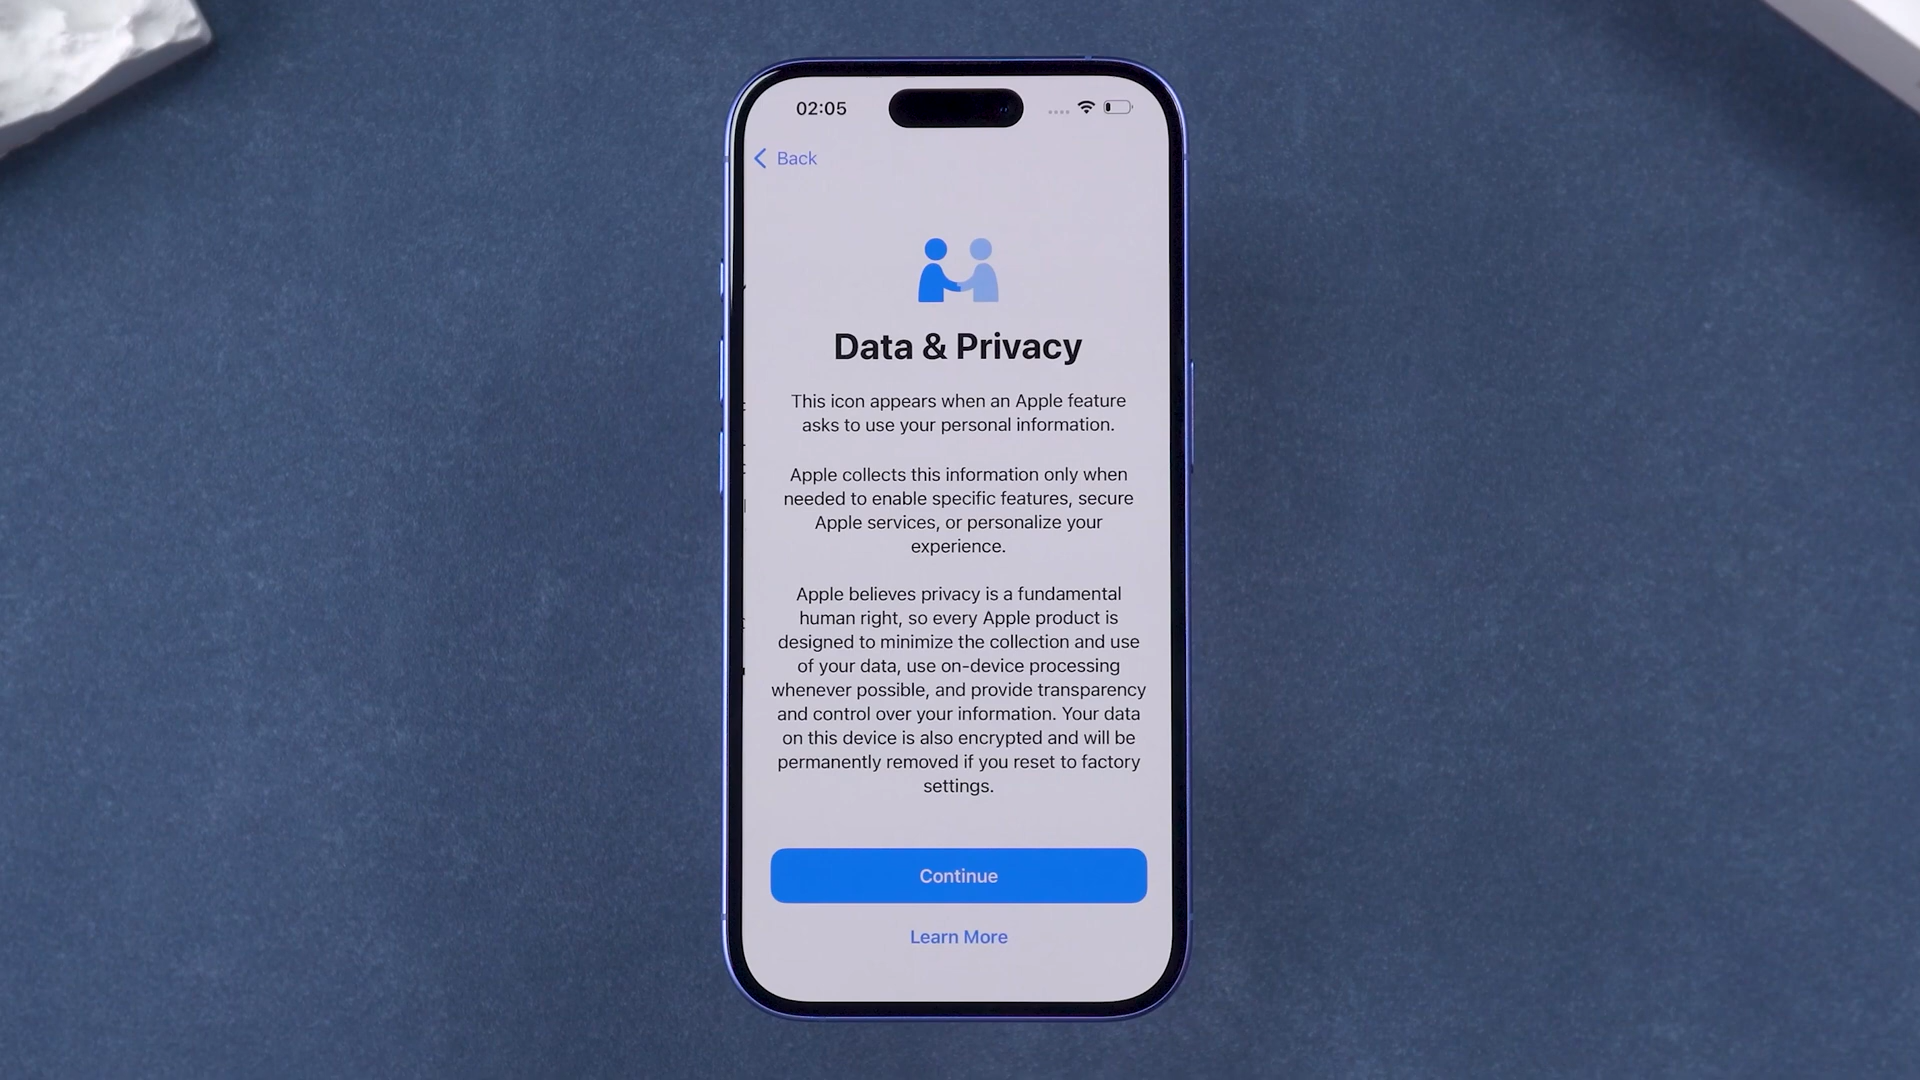 02:05
Back
Data & Privacy
This icon appears when an Apple feature
asks to use your personal information.
Apple collects this information only when
needed to enable specific features, secure
Apple services, or personalize your
experience.
Apple believes privacy is a fundamental
human right, so every Apple product is
designed to minimize the collection and use
of your data, use on-device processing
whenever possible, and provide transparency
and control over your information. Your data
on this device is also encrypted and will be
permanently removed if you reset to factory
settings.
Continue
Learn More